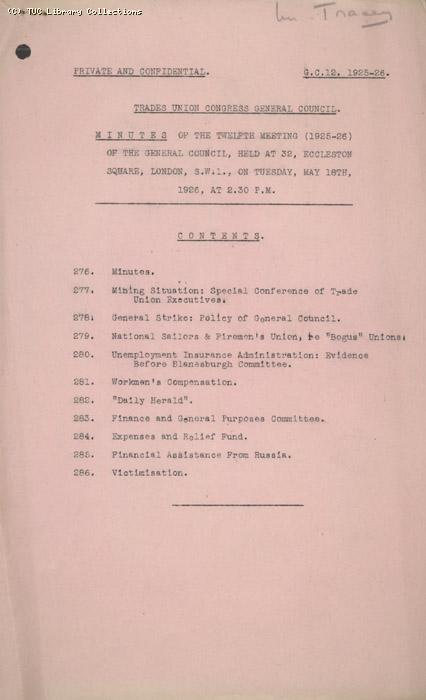 (C) TUC Library Collections
Mr. Tracey
PRIVATE AND CONFIDENTIAL. G.C.12. 1925-26.
TRADES UNION CONGRESS GENERAL COUNCIL.
M I N U T E S OF THE TWELFTH MEETING (1925-26)
OF THE GENERAL COUNCIL, HELD AT 32, ECCLESTON
SQUARE, LONDON, S.W.1., ON TUESDAY, MAY 18TH,
1926, AT 2.30 P.M.
C O N T E N T S.
276. Minutes.
277. Mining Situation: Special Conference of Trade
Union Executives.
278. General Strike: Policy of General Council.
279. National Sailors & Firemen's Union, re "Bogus" Unions.
280. Unemployment Insurance Administration: Evidence
Before Blanesburgh Committee.
281. Workmen's Compensation.
282. "Daily Herald".
283. Finance and General Purposes Committee.
284. Expenses and Relief Fund.
285. Financial Assistance From Russia.
286. Victimisation.